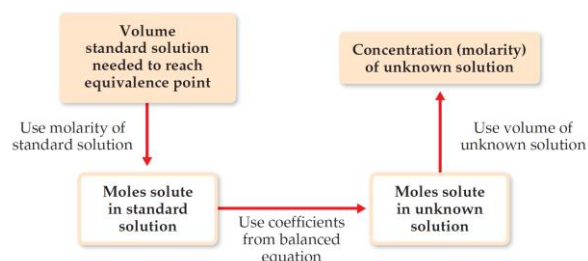 Volume
standard solution
needed to reach
equivalence point
Concentration (molarity)
of unknown solution
Use molarity of
standard solution
Use volume of
unknown solution
Moles solute
in standard
solution
Use coefficients
from balanced
equation
Moles solute
in unknown
solution